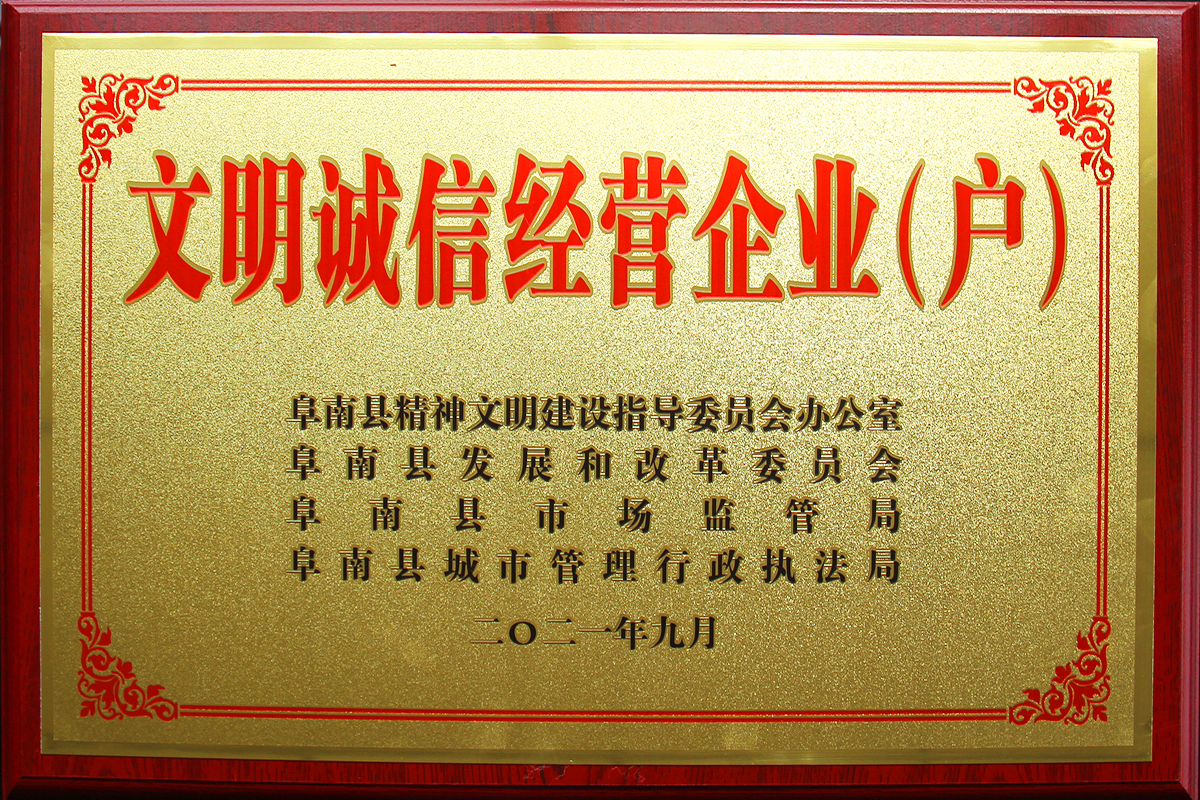 文明诚信经营企业（户）
阜南县精神文明建设指导委员会办公室
阜南县发展和改革委员会
阜南县市场监管局
阜南县城市管理行政执法局
二〇二一年九月